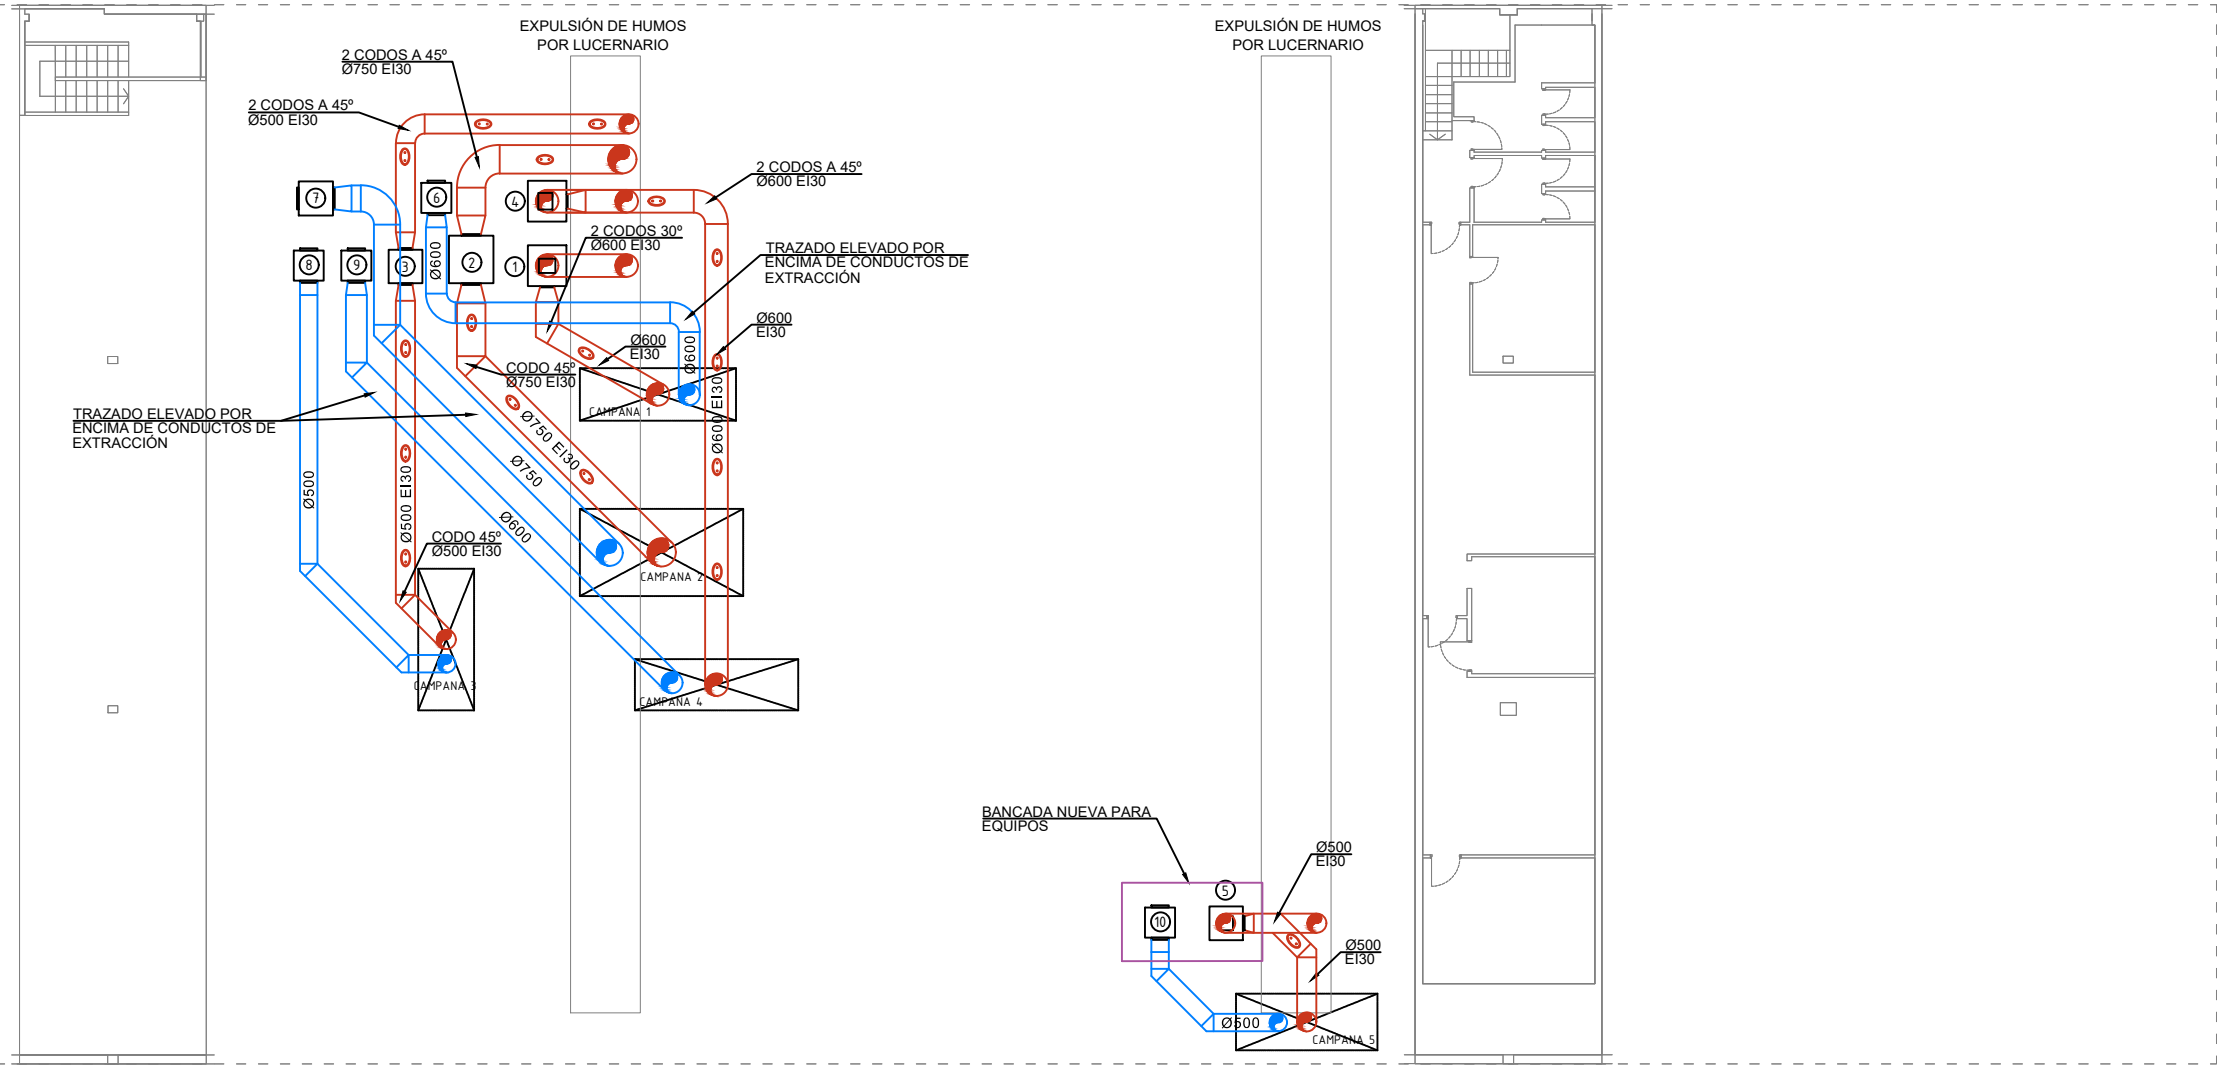 EXPULSIÓN DE HUMOS
POR LUCERNARIO
EXPULSIÓN DE HUMOS
POR LUCERNARIO
2 CODOS A 45º
Ø750 EI30
2 CODOS A 45º
Ø500 EI30
2 CODOS A 45º
Ø600 EI30
7
6
4
2 CODOS 30º
Ø600 EI30
TRAZADO ELEVADO POR
ENCIMA DE CONDUCTOS DE
EXTRACCIÓN
8
9
3
Ø600
2
1
Ø600
EI30
Ø600
EI30
Ø600
CODO 45º
Ø750 EI30
CAMPANA 1
Ø600 EI30
TRAZADO ELEVADO POR
ENCIMA DE CONDUCTOS DE
EXTRACCIÓN
Ø750 EI30
Ø750
Ø500
Ø500 EI30
Ø600
CODO 45º
Ø500 EI30
CAMPANA 2
CAMPANA 3
CAMPANA 4
BANCADA NUEVA PARA
EQUIPOS
Ø500
EI30
5
10
Ø500
EI30
Ø500
CAMPANA 5